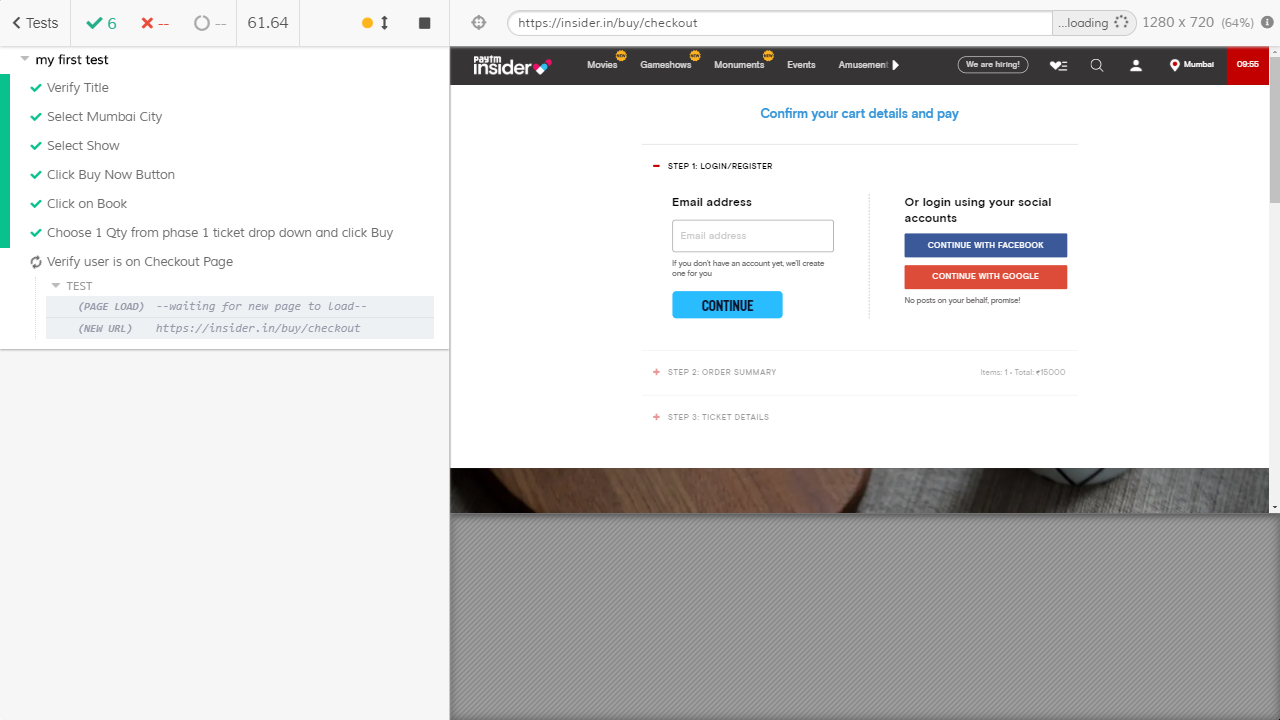 Tests
6
--
--
61.64
https://insider.in/buy/checkout
...loading
1280 x 720 (64%)
my first test
Verify Title
Select Mumbai City
Select Show
Click Buy Now Button
Click on Book
Choose 1 Qty from phase 1 ticket drop down and click Buy
Verify user is on Checkout Page
TEST
(PAGE LOAD) --waiting for new page to load--
(NEW URL) https://insider.in/buy/checkout
paytm
insider
Movies
NEW
Gameshows
NEW
Monuments
NEW
Events
Amusement
We are hiring!
Mumbai
09:55
Confirm your cart details and pay
STEP 1: LOGIN/REGISTER
Email address
Email address
If you don't have an account yet, we'll create
one for you
CONTINUE
Or login using your social
accounts
CONTINUE WITH FACEBOOK
CONTINUE WITH GOOGLE
No posts on your behalf, promise!
STEP 2: ORDER SUMMARY
Items: 1 - Total: ₹15000
STEP 3: TICKET DETAILS